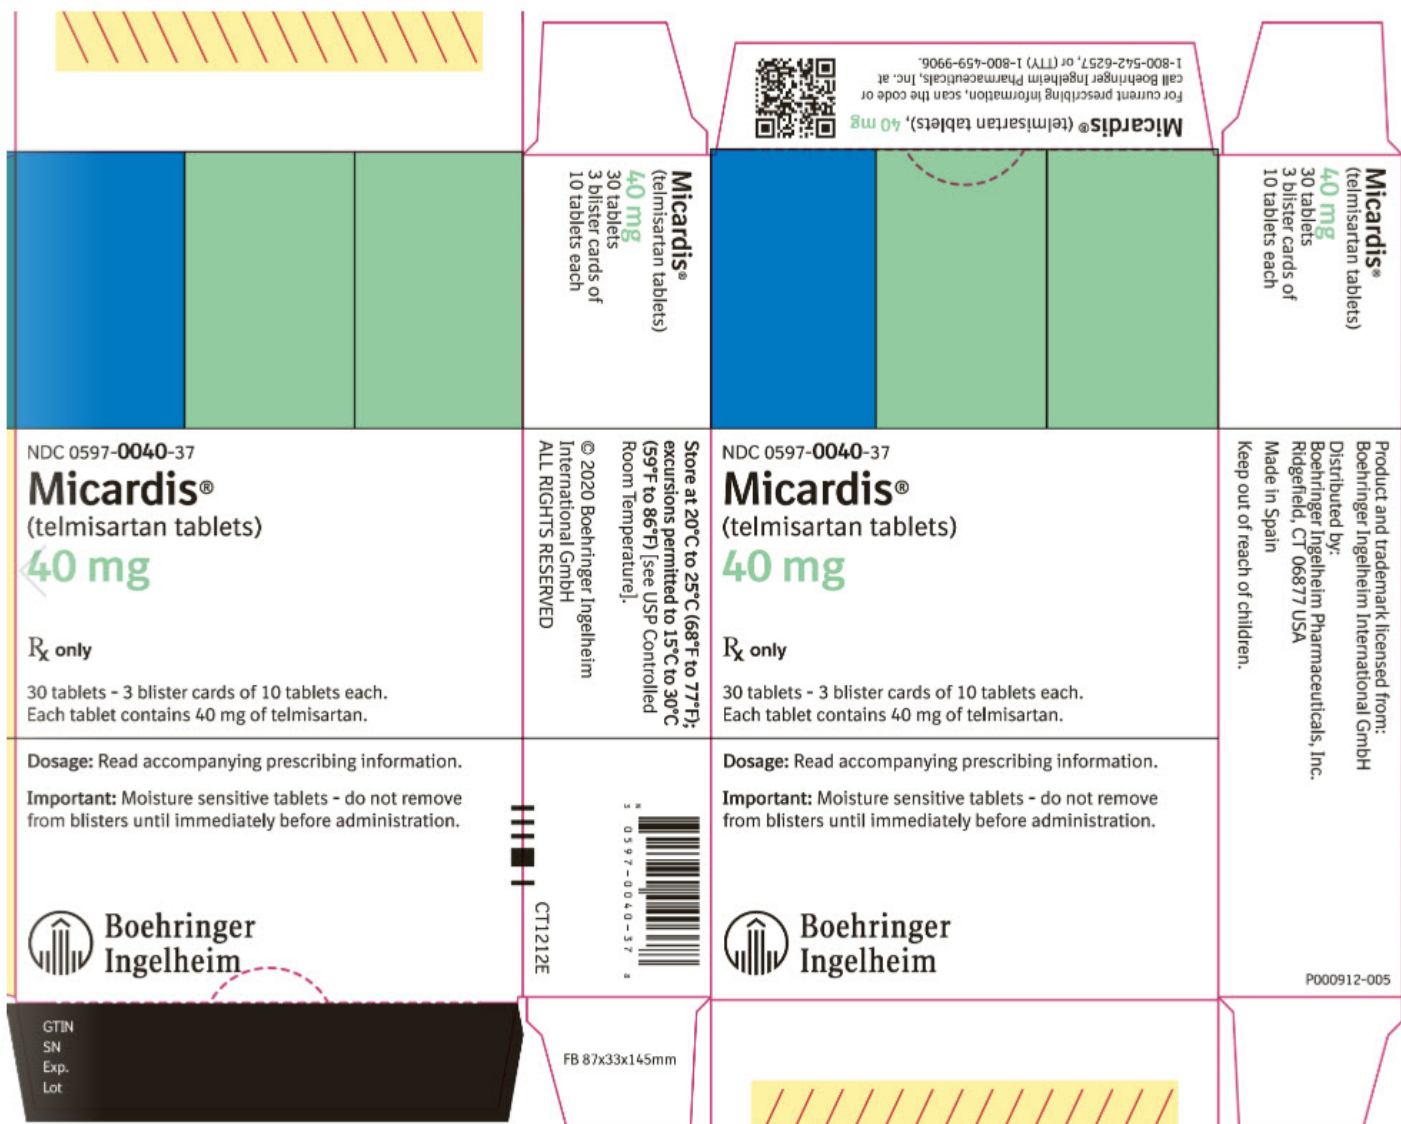 Micardis® (telmisartan tablets), 40 mg
For current prescribing information, scan the code or
call Boehringer Ingelheim Pharmaceuticals, Inc. at
1-800-542-6257, or (TTY) 1-800-459-9906.
Micardis®
(telmisartan tablets)
40 mg
30 tablets
3 blister cards of
10 tablets each
Micardis®
(telmisartan tablets)
40 mg
30 tablets
3 blister cards of
10 tablets each
NDC 0597-0040-37
Micardis®
(telmisartan tablets)
40 mg
Rx only
30 tablets - 3 blister cards of 10 tablets each.
Each tablet contains 40 mg of telmisartan.
Dosage: Read accompanying prescribing information.
Important: Moisture sensitive tablets - do not remove
from blisters until immediately before administration.
Boehringer
Ingelheim
GTIN
SN
Exp.
Lot
Store at 20°C to 25°C (68°F to 77°F);
excursions permitted to 15°C to 30°C
(59°F to 86°F) [see USP Controlled
Room Temperature].
© 2020 Boehringer Ingelheim
International GmbH
ALL RIGHTS RESERVED
N
3 0597-0040-37 8
CT1212E
FB 87x33x145mm
NDC 0597-0040-37
Micardis®
(telmisartan tablets)
40 mg
Rx only
30 tablets - 3 blister cards of 10 tablets each.
Each tablet contains 40 mg of telmisartan.
Dosage: Read accompanying prescribing information.
Important: Moisture sensitive tablets - do not remove
from blisters until immediately before administration.
Boehringer
Ingelheim
Product and trademark licensed from:
Boehringer Ingelheim International GmbH
Distributed by:
Boehringer Ingelheim Pharmaceuticals, Inc.
Ridgefield, CT 06877 USA
Made in Spain
Keep out of reach of children.
P000912-005